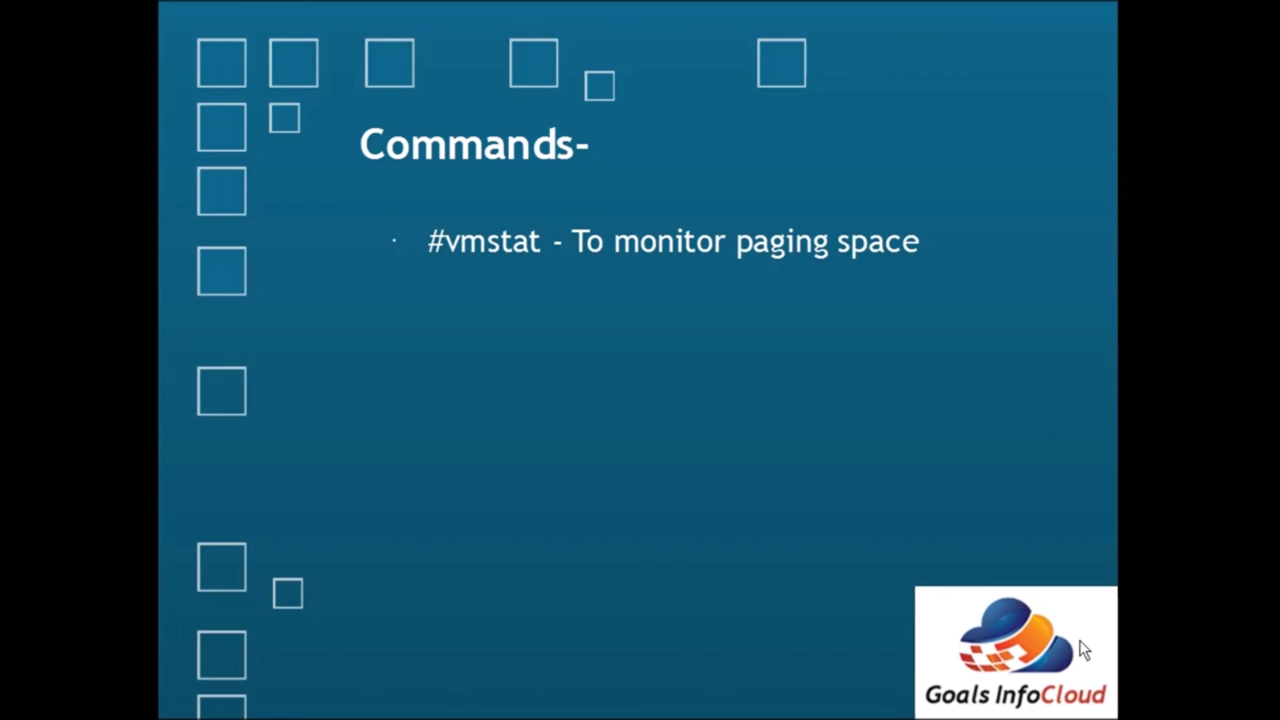 Commands-
· #vmstat - To monitor paging space
Goals InfoCloud